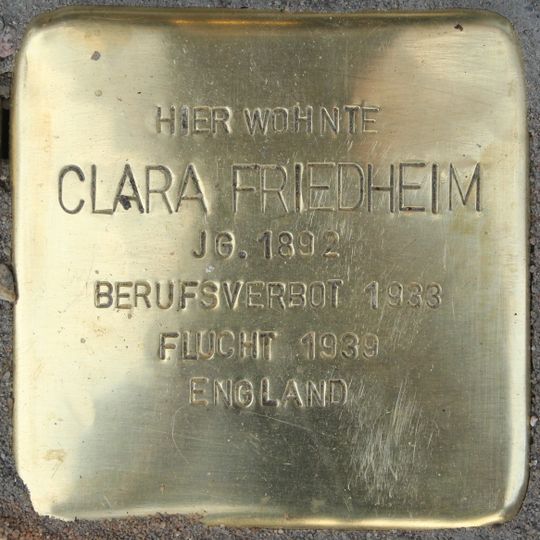 HIER WOHNTE
CLARA FRIEDHEIM
JG. 1892
BERUFSVERBOT 1933
FLUCHT 1939
ENGLAND